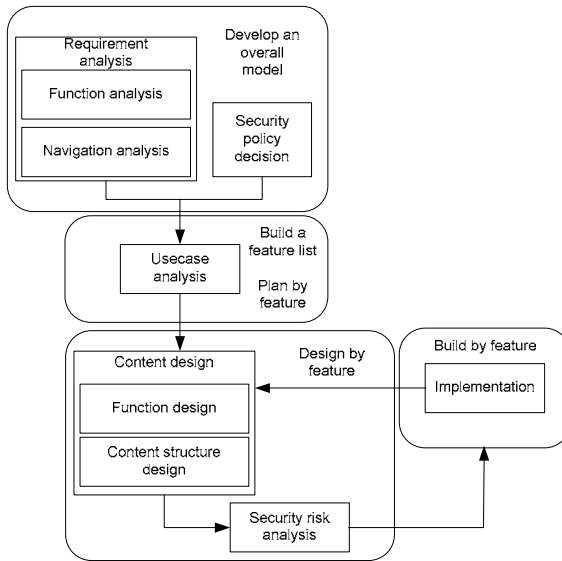 Develop an
overall
model
Requirement
analysis
Function analysis
Navigation analysis
Security
policy
decision
Build a
feature list
Usecase
analysis
Plan by
feature
Design by
feature
Content design
Function design
Content structure
design
Security risk
analysis
Build by feature
Implementation